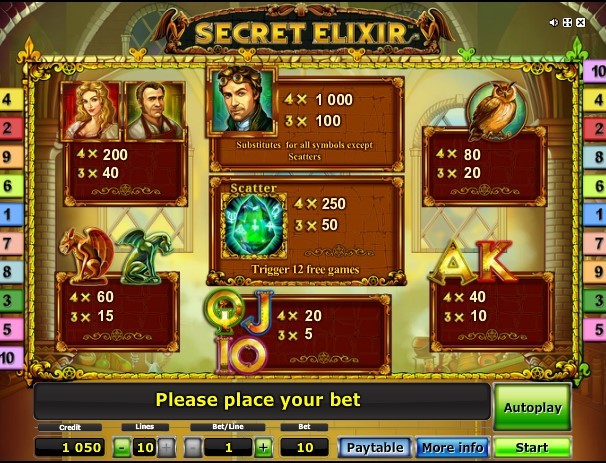 SECRET ELIXIR
4 × 200
3 × 40
4 × 1 000
3 × 100
Substitutes for all symbols except
Scatters
4 × 80
3 × 20
Scatter
4 × 250
3 × 50
Trigger 12 free games
4 × 60
3 × 15
Q J
10
4 × 20
3 × 5
A K
4 × 40
3 × 10
4
2
9
6
1
7
8
3
5
10
10
4
2
9
6
1
7
8
3
5
Please place your bet
Autoplay
Credit Lines Bet/Line Bet
1 050 - 10 + - 1 + 10 Paytable More info Start